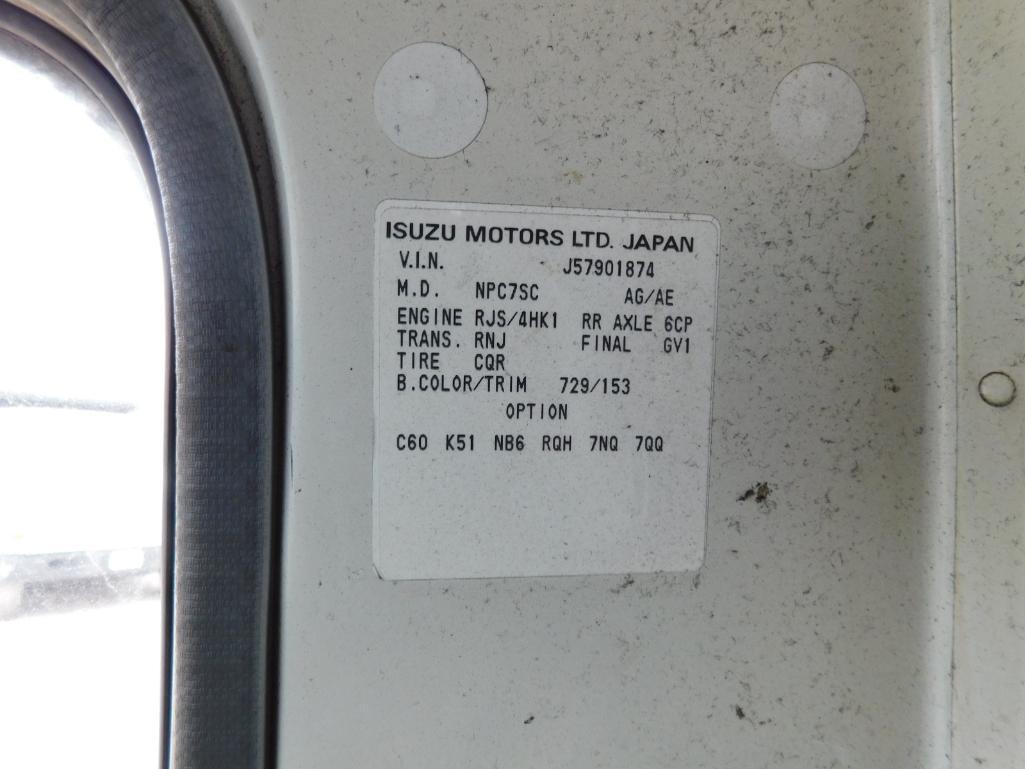 ISUZU MOTORS LTD. JAPAN
V.I.N. J57901874
M.D. NPC7SC AG/AE
ENGINE RJS/4HK1 RR AXLE 6CP
TRANS. RNJ FINAL GV1
TIRE CQR
B.COLOR/TRIM 729/153
OPTION
C60 K51 NB6 RQH 7NQ 7QQ